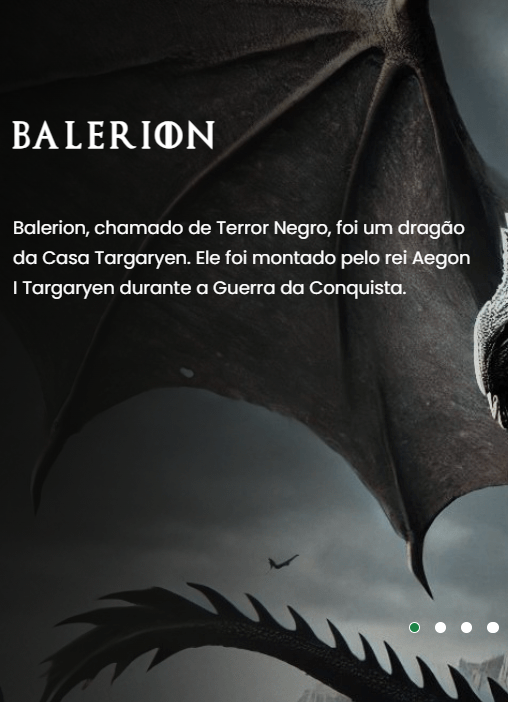 BALERION
Balerion, chamado de Terror Negro, foi um dragão
da Casa Targaryen. Ele foi montado pelo rei Aegon
I Targaryen durante a Guerra da Conquista.